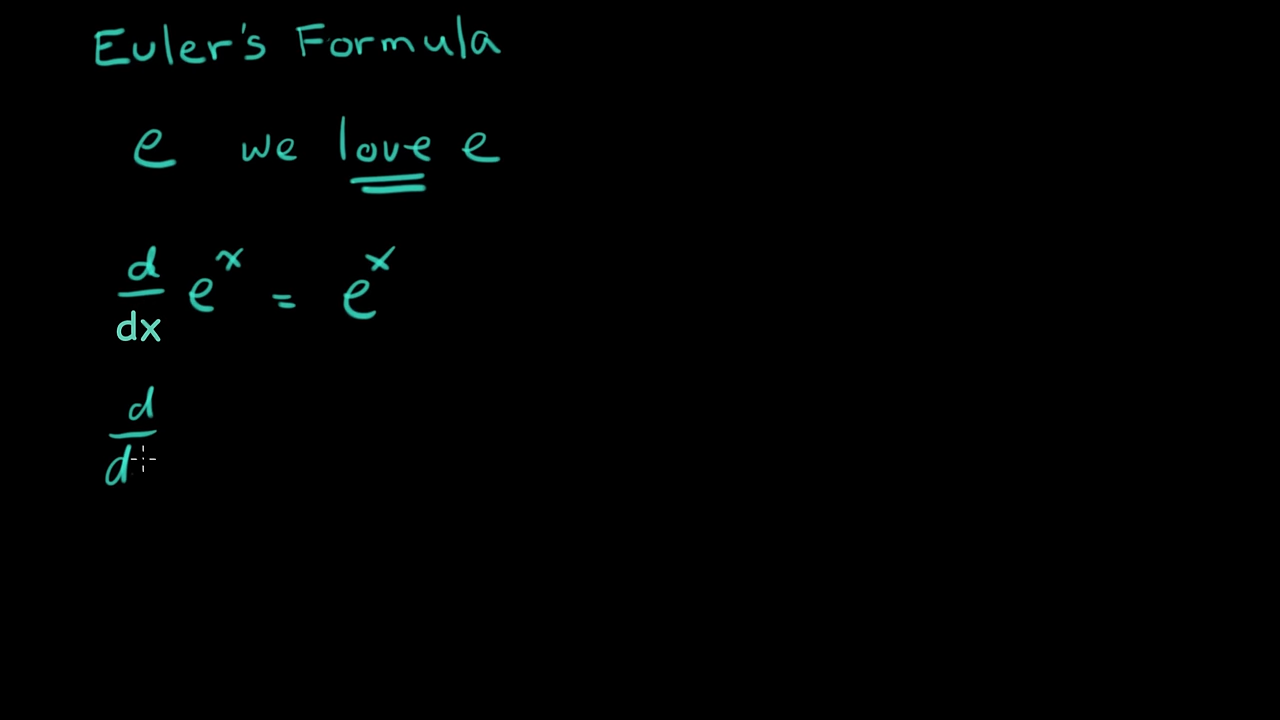 Euler's Formula
e we love e
d/dx e^x = e^x
d/d